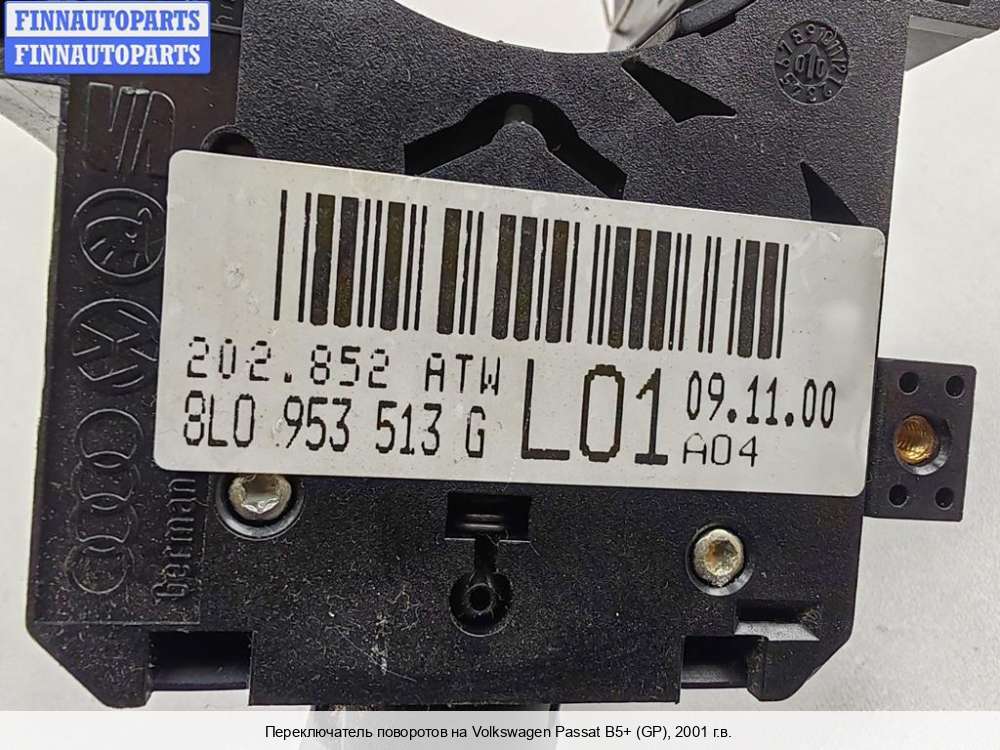 FINNAUTOPARTS
FINNAUTOPARTS
202.852 ATW
8L0 953 513 G
L01
09.11.00
A04
Germany
Переключатель поворотов на Volkswagen Passat B5+ (GP), 2001 г.в.